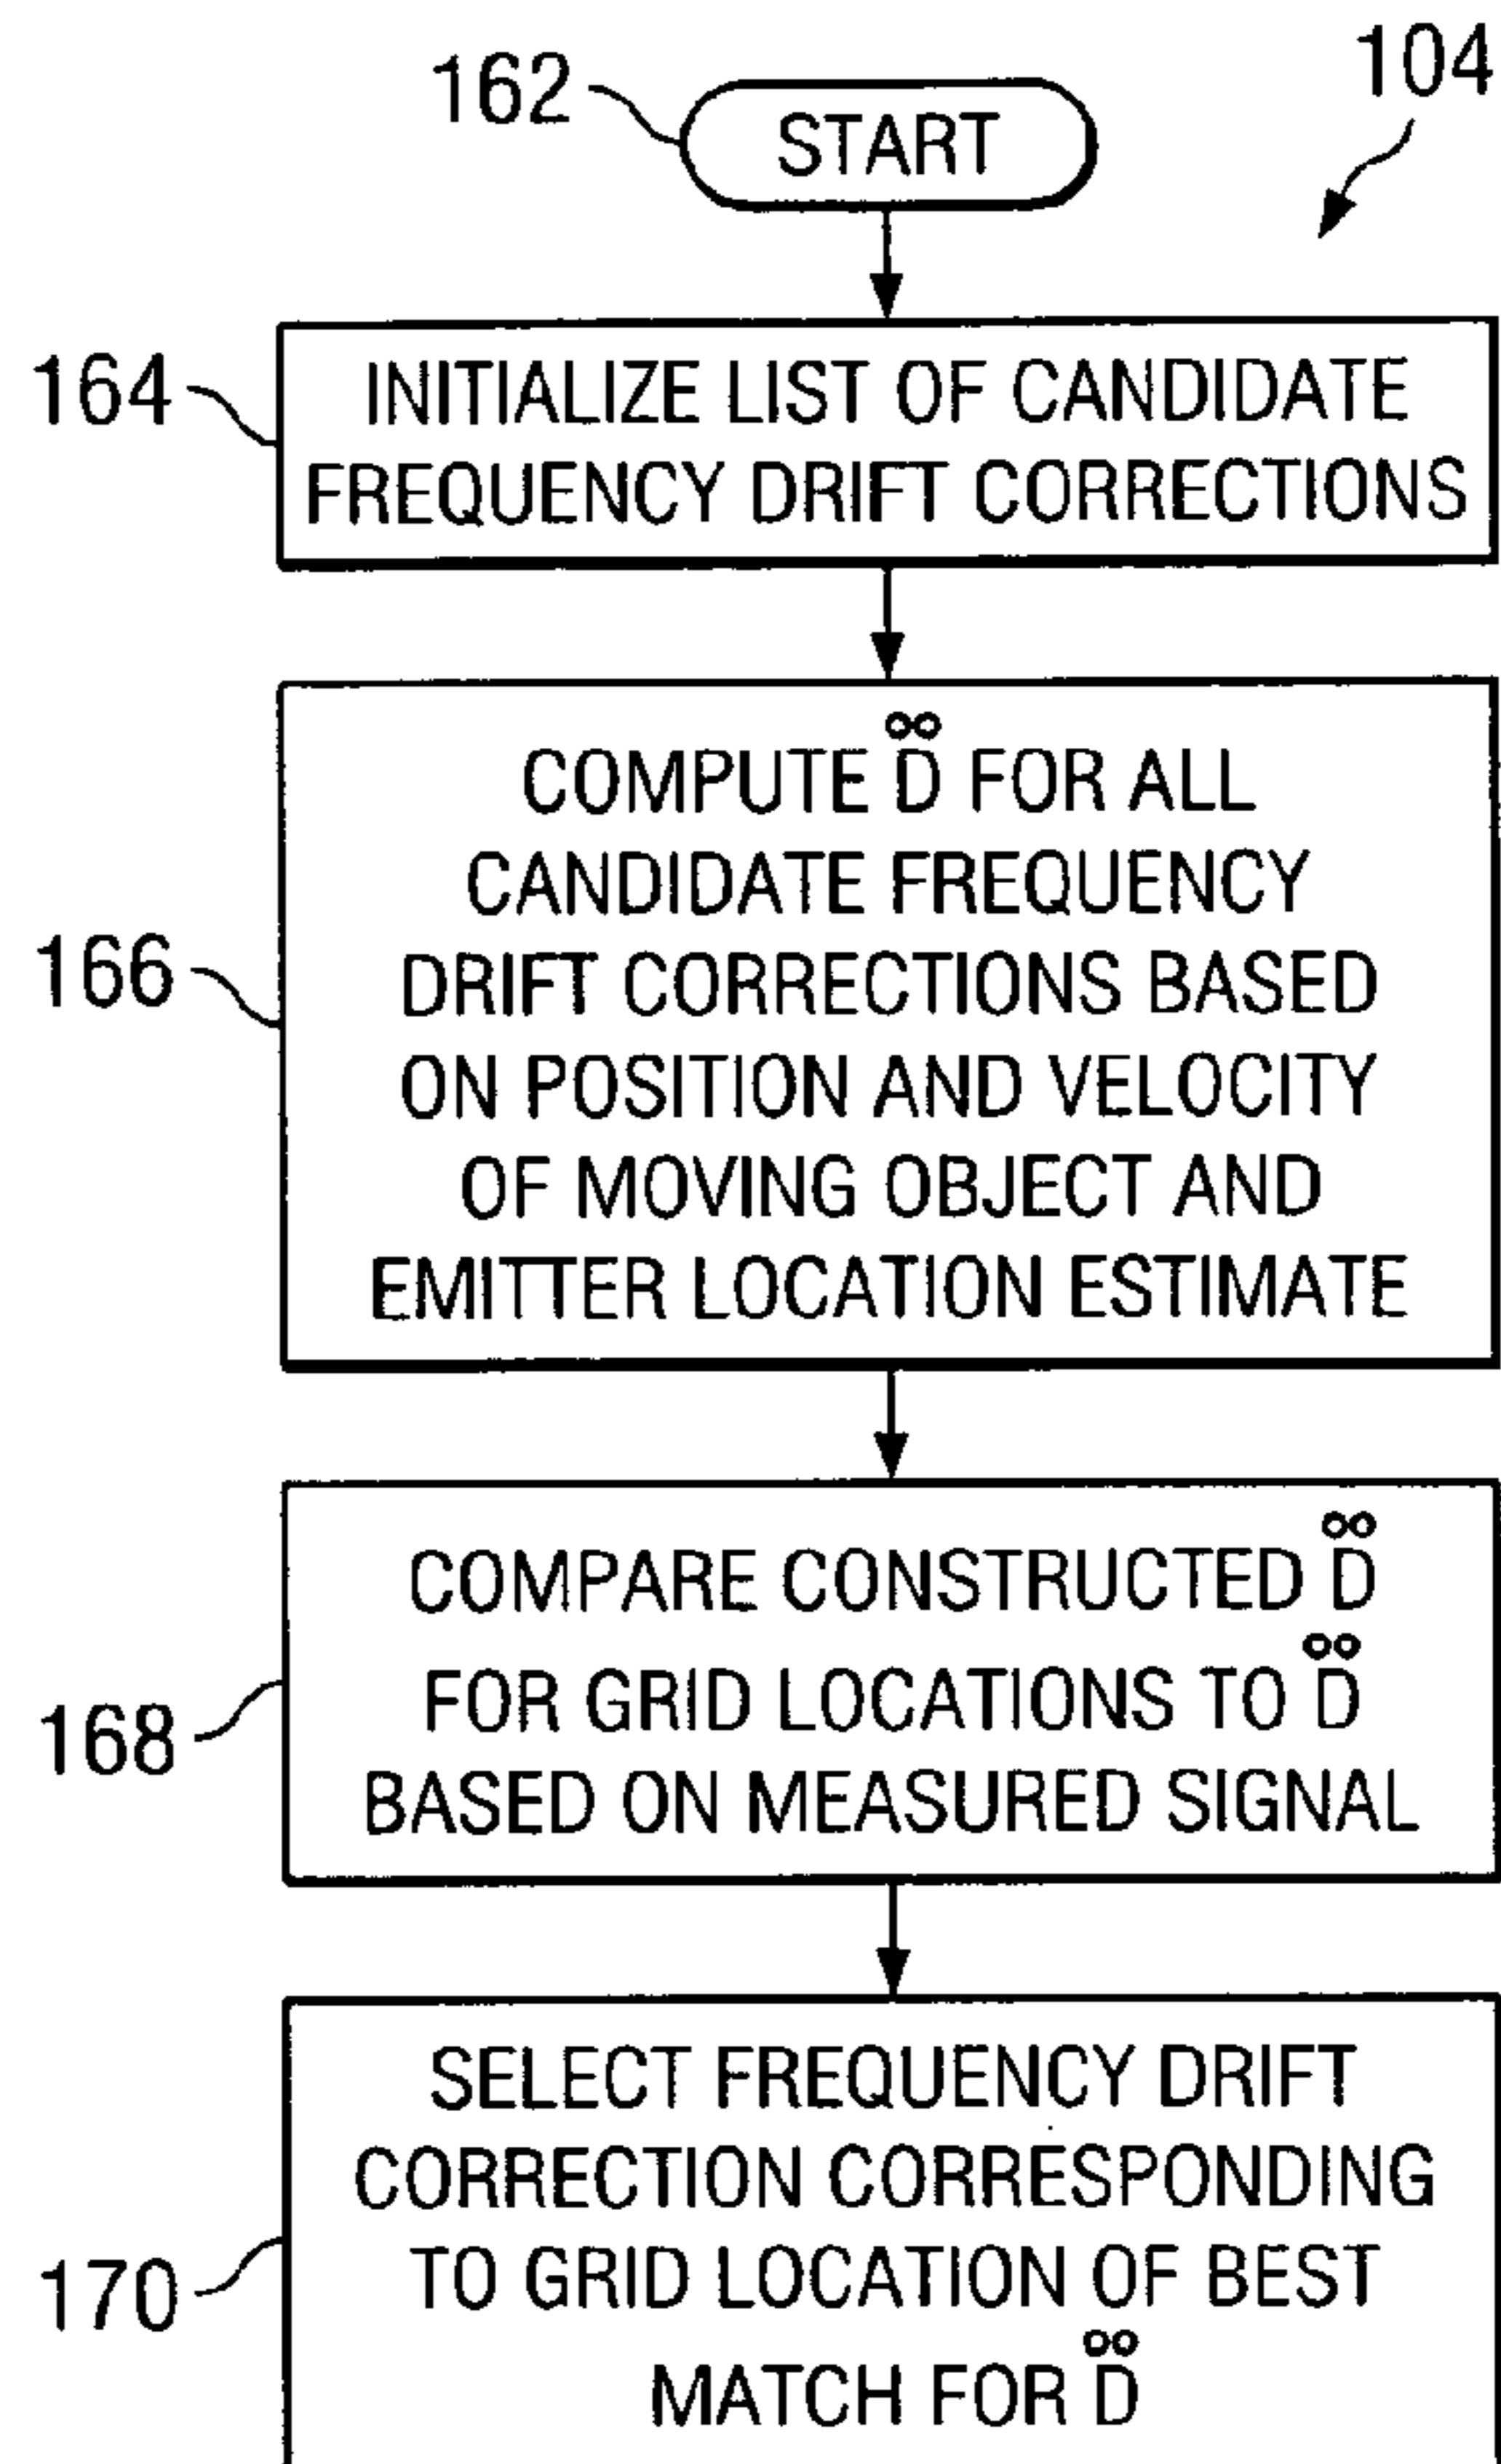 162
START
104
164
INITIALIZE LIST OF CANDIDATE
FREQUENCY DRIFT CORRECTIONS
166
COMPUTE D̈ FOR ALL
CANDIDATE FREQUENCY
DRIFT CORRECTIONS BASED
ON POSITION AND VELOCITY
OF MOVING OBJECT AND
EMITTER LOCATION ESTIMATE
168
COMPARE CONSTRUCTED D̈
FOR GRID LOCATIONS TO D̈
BASED ON MEASURED SIGNAL
170
SELECT FREQUENCY DRIFT
CORRECTION CORRESPONDING
TO GRID LOCATION OF BEST
MATCH FOR D̈